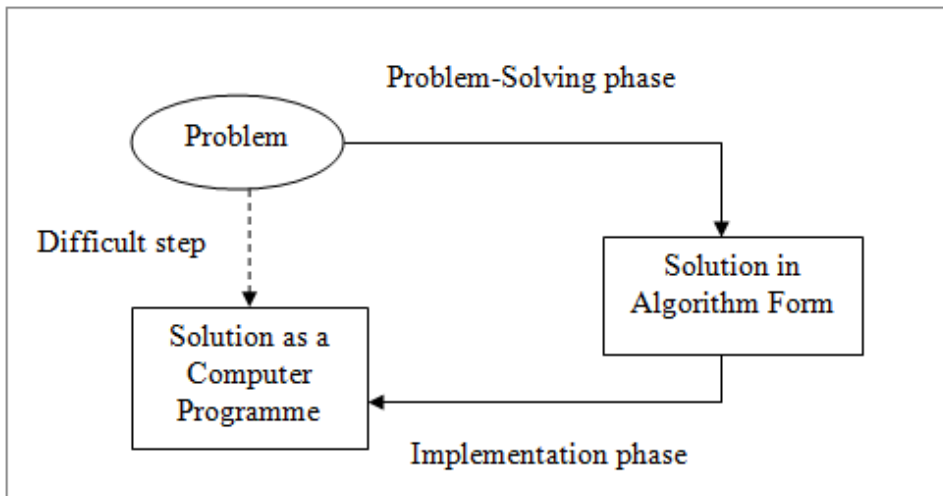 Problem-Solving phase
Problem
Difficult step
Solution in
Algorithm Form
Solution as a
Computer
Programme
Implementation phase